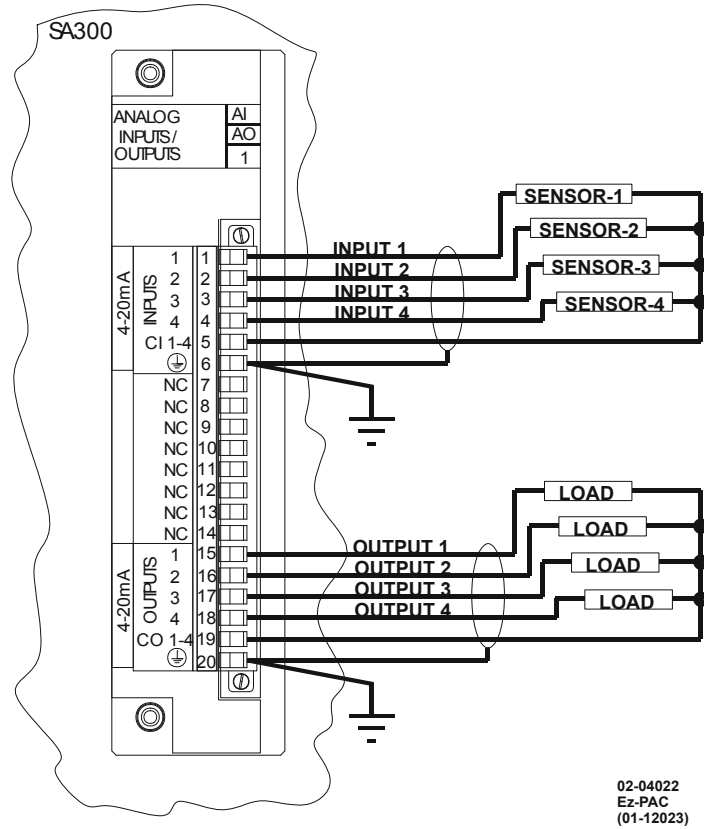 SA300
ANALOG INPUTS/ OUTPUTS
AI
AO
1
4-20mA
INPUTS
1 1
2 2
3 3
4 4
CI 1-4 5
6
NC 7
NC 8
NC 9
NC 10
NC 11
NC 12
NC 13
NC 14
4-20mA
OUTPUTS
1 15
2 16
3 17
4 18
CO 1-4 19
20
INPUT 1
INPUT 2
INPUT 3
INPUT 4
SENSOR-1
SENSOR-2
SENSOR-3
SENSOR-4
OUTPUT 1
OUTPUT 2
OUTPUT 3
OUTPUT 4
LOAD
LOAD
LOAD
LOAD
02-04022
Ez-PAC
(01-12023)